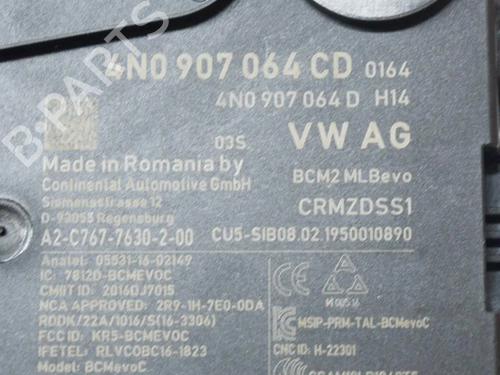 4N0 907 064 CD 0164
4N0 907 064 D H14
03S VW AG
Made in Romania by
Continental Automotive GmbH
Siemensstrasse 12
D-93055 Regensburg
BCM2 MLBevo
CRMZDSS1
A2-C767-7630-2-00 CU5-SIB08.02.1950010890
Anatel: 05531-16-02149
IC: 7812D-BCMEVOC
CMIIT ID: 2016DJ7015
NCA APPROVED: 2R9-1H-7E0-0DA
RDDK/22A/1016/S(16-3306)
FCC ID: KR5-BCMEVOC
IFETEL: RLVCOBC16-1823
Model: BCMevoC
MSIP-PRM-TAL-BCMevoC
CNC ID: H-22301
B-PARTS